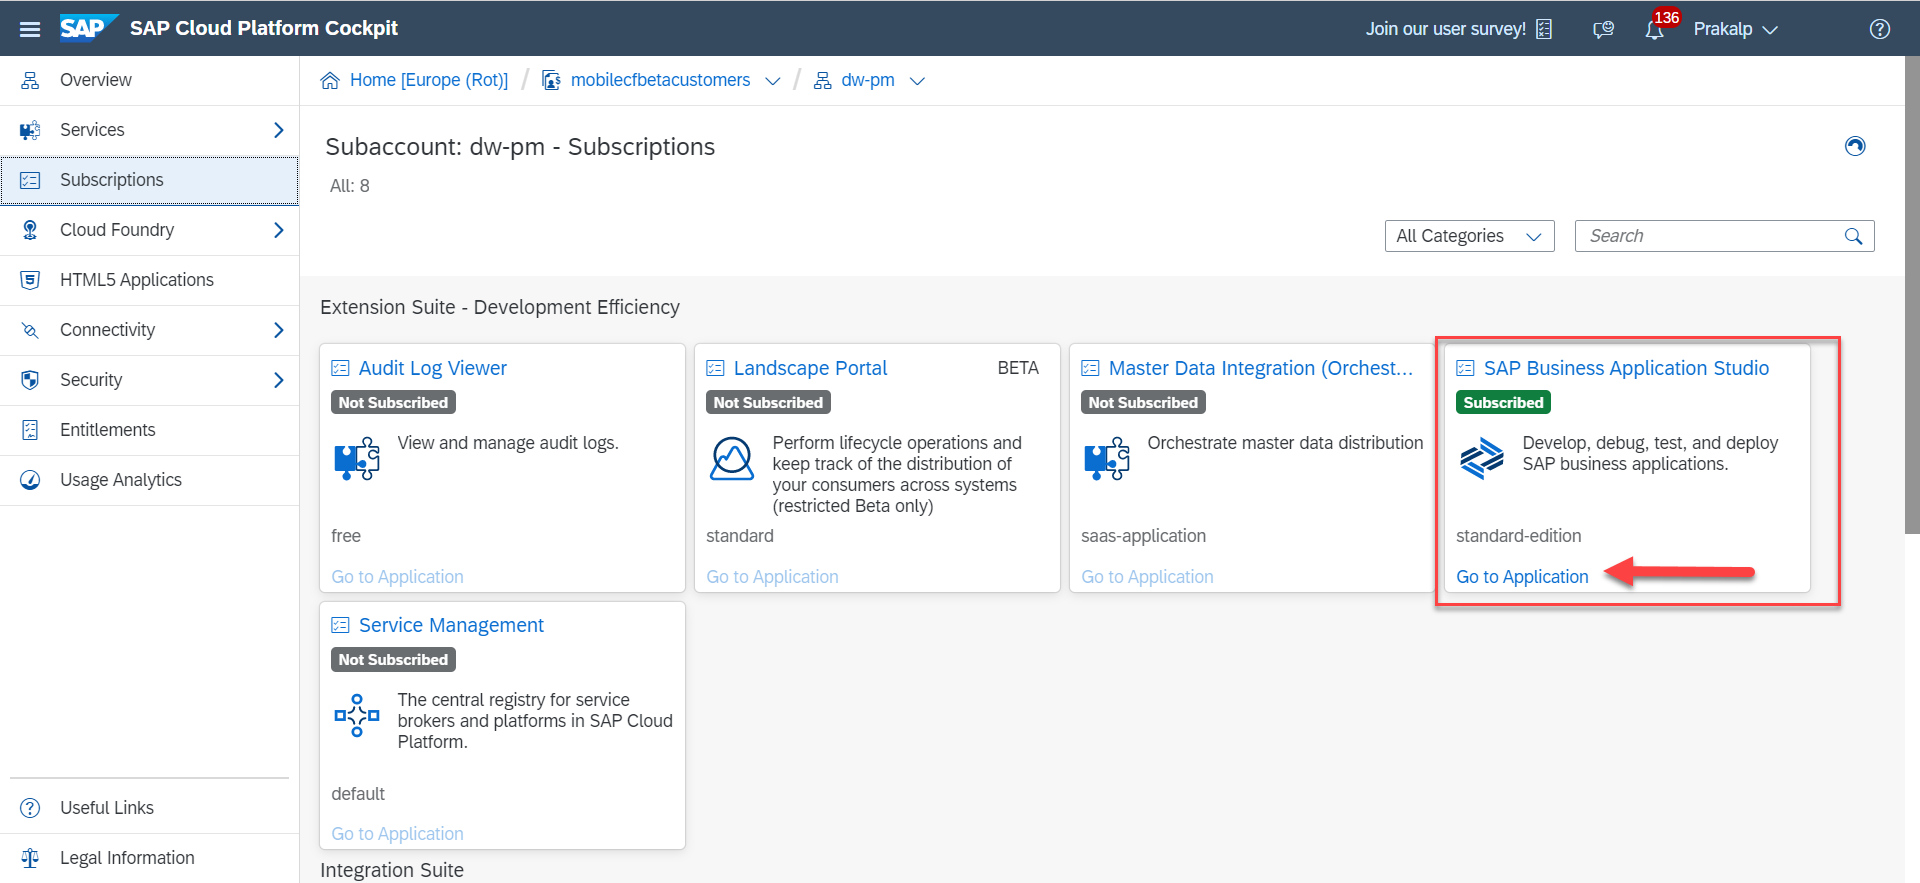 SAP SAP Cloud Platform Cockpit
Join our user survey!
136
Prakalp
Overview
Services
Subscriptions
Cloud Foundry
HTML5 Applications
Connectivity
Security
Entitlements
Usage Analytics
Useful Links
Legal Information
Home [Europe (Rot)] / mobilecfbetacustomers / dw-pm
Subaccount: dw-pm - Subscriptions
All: 8
All Categories
Search
Extension Suite - Development Efficiency
Audit Log Viewer
Not Subscribed
View and manage audit logs.
free
Go to Application
Landscape Portal
BETA
Not Subscribed
Perform lifecycle operations and
keep track of the distribution of
your consumers across systems
(restricted Beta only)
standard
Go to Application
Master Data Integration (Orchest...
Not Subscribed
Orchestrate master data distribution
saas-application
Go to Application
SAP Business Application Studio
Subscribed
Develop, debug, test, and deploy
SAP business applications.
standard-edition
Go to Application
Service Management
Not Subscribed
The central registry for service
brokers and platforms in SAP Cloud
Platform.
default
Go to Application
Integration Suite